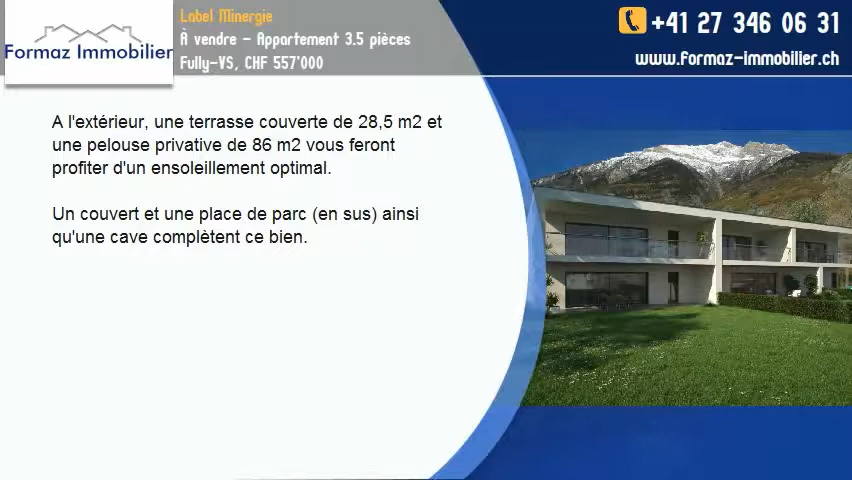 Formaz Immobilier
Label Minergie
À vendre - Appartement 3.5 pièces
Fully-VS, CHF 557'000
+41 27 346 06 31
www.formaz-immobilier.ch
A l'extérieur, une terrasse couverte de 28,5 m2 et
une pelouse privative de 86 m2 vous feront
profiter d'un ensoleillement optimal.
Un couvert et une place de parc (en sus) ainsi
qu'une cave complètent ce bien.